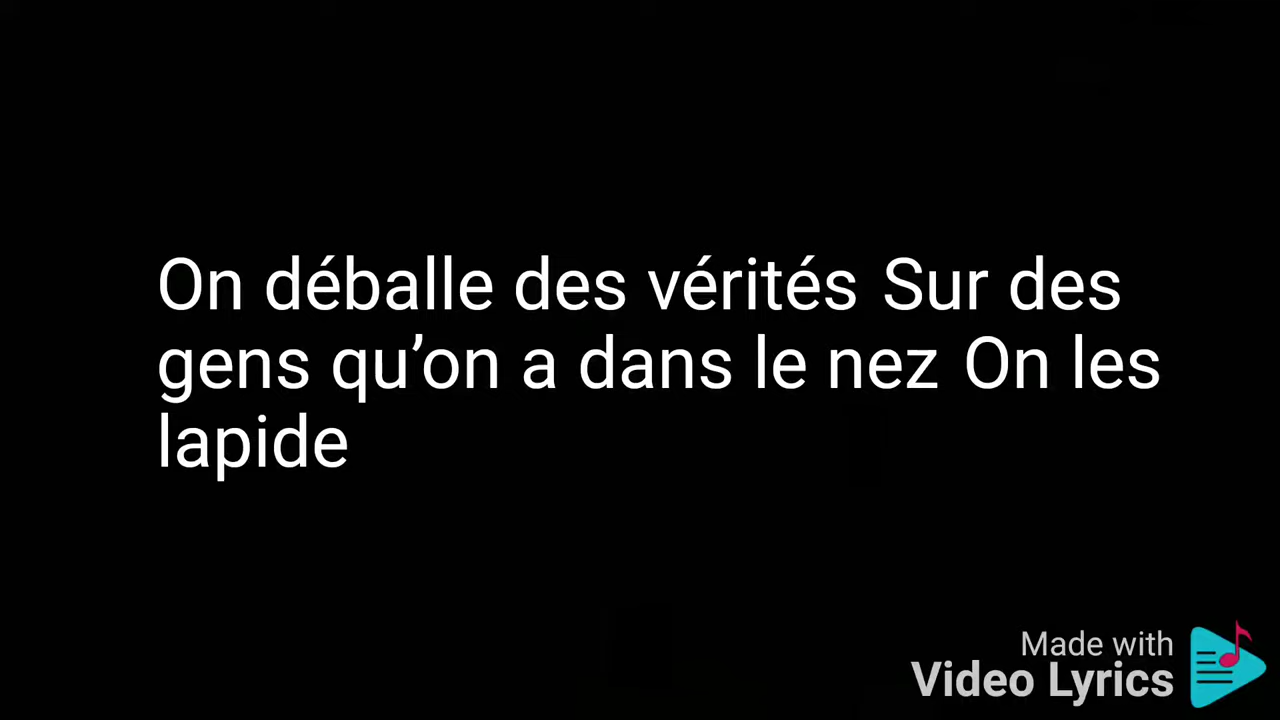 On déballe des vérités Sur des
gens qu’on a dans le nez On les
lapide
Made with
Video Lyrics